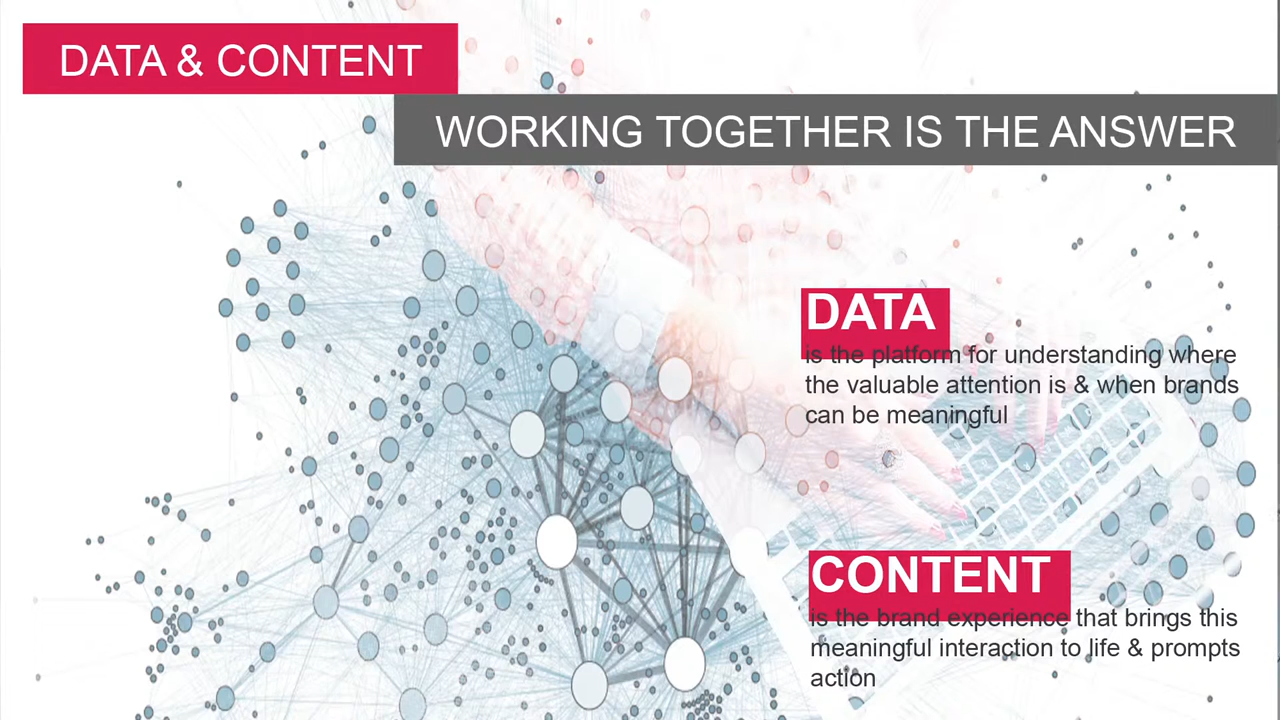 DATA & CONTENT
WORKING TOGETHER IS THE ANSWER
DATA
is the platform for understanding where
the valuable attention is & when brands
can be meaningful
CONTENT
is the brand experience that brings this
meaningful interaction to life & prompts
action